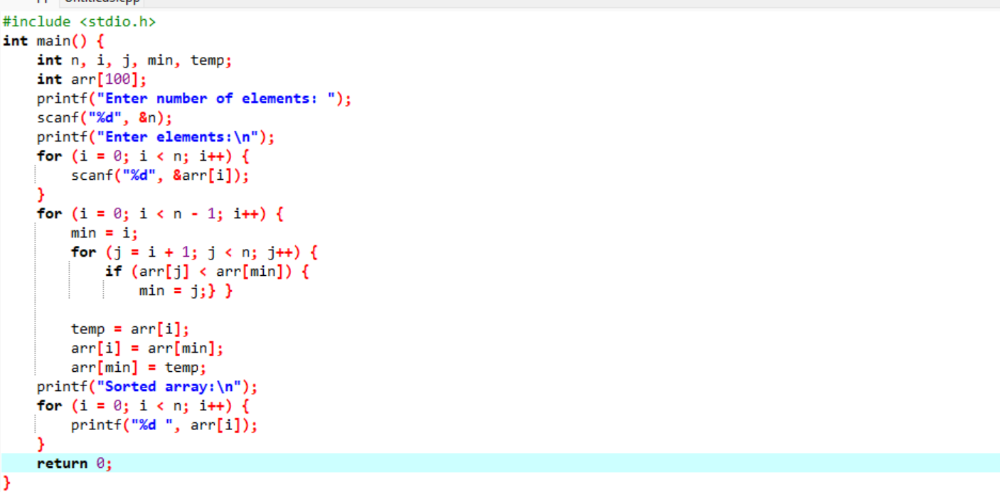 #include <stdio.h>
int main() {
    int n, i, j, min, temp;
    int arr[100];
    printf("Enter number of elements: ");
    scanf("%d", &n);
    printf("Enter elements:\n");
    for (i = 0; i < n; i++) {
        scanf("%d", &arr[i]);
    }
    for (i = 0; i < n - 1; i++) {
        min = i;
        for (j = i + 1; j < n; j++) {
            if (arr[j] < arr[min]) {
                min = j;} }

        temp = arr[i];
        arr[i] = arr[min];
        arr[min] = temp;
    printf("Sorted array:\n");
    for (i = 0; i < n; i++) {
        printf("%d ", arr[i]);
    }
    return 0;
}